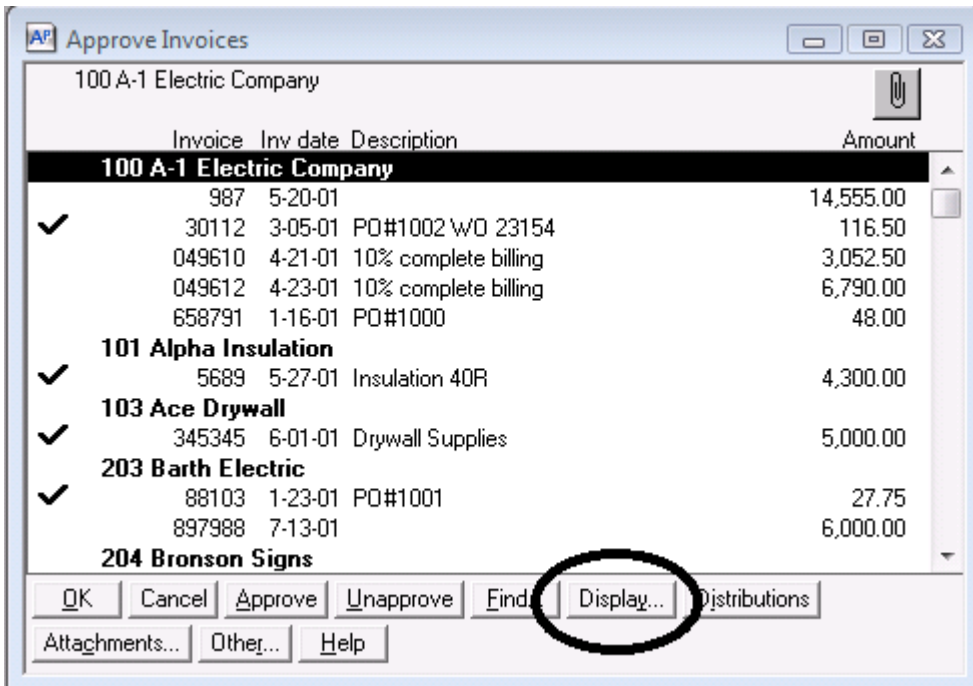 AP Approve Invoices
100 A-1 Electric Company
Invoice Inv date Description Amount
100 A-1 Electric Company
987 5-20-01 14,555.00
30112 3-05-01 PO#1002 WO 23154 116.50
049610 4-21-01 10% complete billing 3,052.50
049612 4-23-01 10% complete billing 6,790.00
658791 1-16-01 PO#1000 48.00
101 Alpha Insulation
5689 5-27-01 Insulation 40R 4,300.00
103 Ace Drywall
345345 6-01-01 Drywall Supplies 5,000.00
203 Barth Electric
88103 1-23-01 PO#1001 27.75
897988 7-13-01 6,000.00
204 Bronson Signs
OK Cancel Approve Unapprove Find... Display... Distributions
Attachments... Other... Help